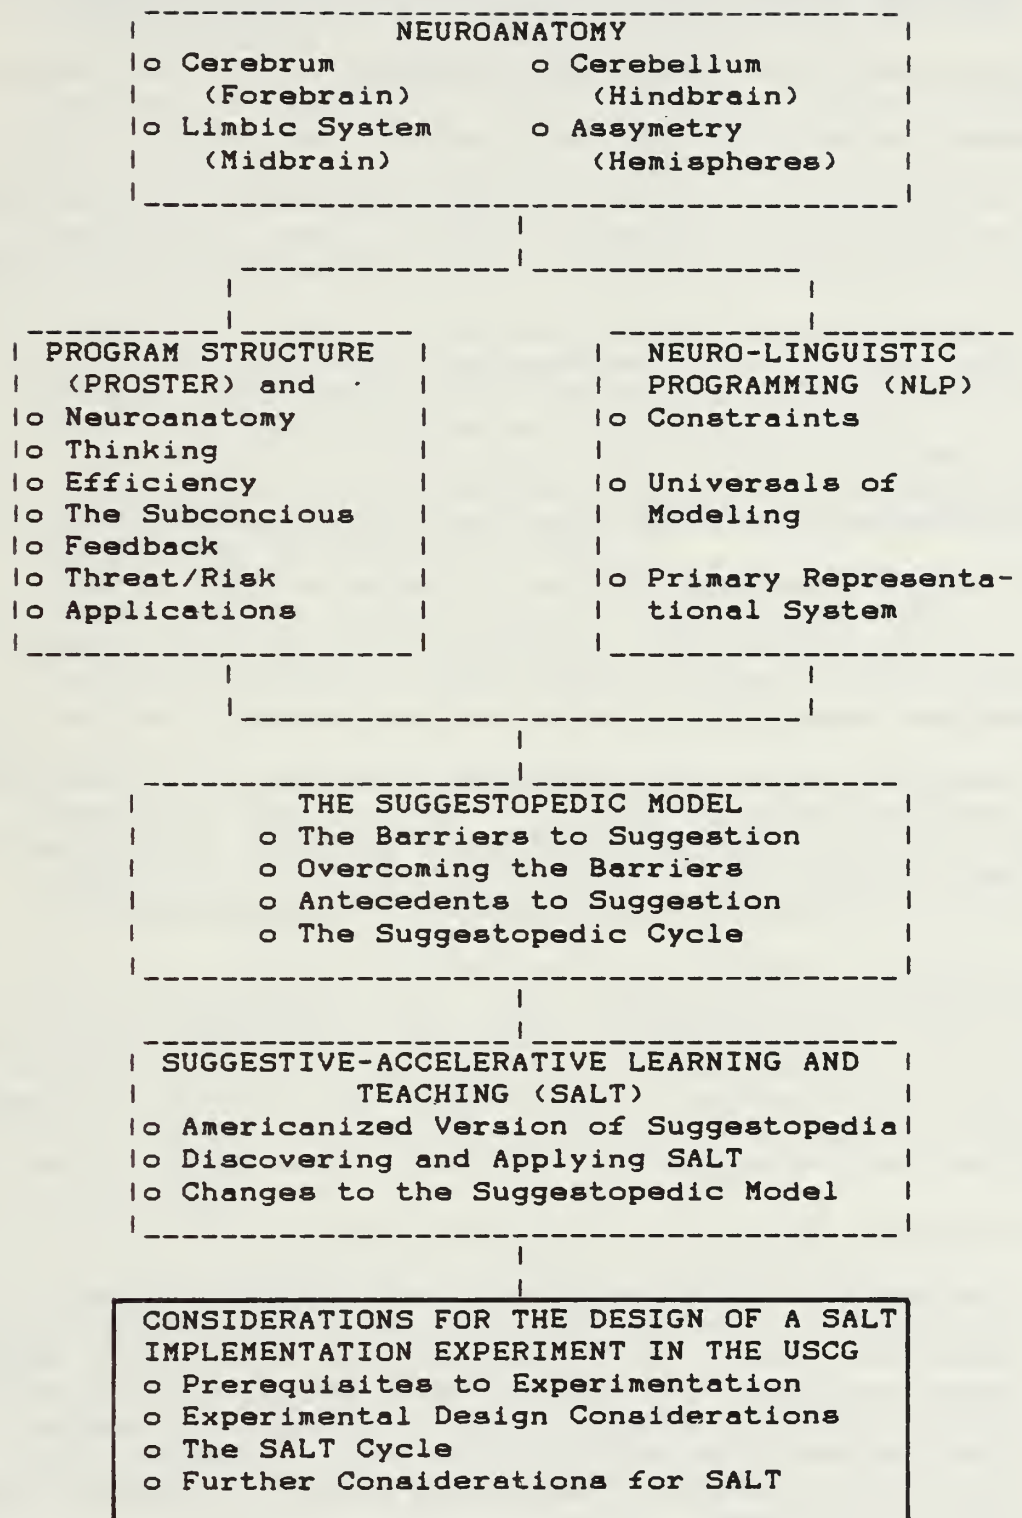 NEUROANATOMY
o Cerebrum o Cerebellum
(Forebrain) (Hindbrain)
o Limbic System o Assymetry
(Midbrain) (Hemispheres)
PROGRAM STRUCTURE
(PROSTER) and
o Neuroanatomy
o Thinking
o Efficiency
o The Subconcious
o Feedback
o Threat/Risk
o Applications
NEURO-LINGUISTIC
PROGRAMMING (NLP)
o Constraints
o Universals of
Modeling
o Primary Representa-
tional System
THE SUGGESTOPEDIC MODEL
o The Barriers to Suggestion
o Overcoming the Barriers
o Antecedents to Suggestion
o The Suggestopedic Cycle
SUGGESTIVE-ACCELERATIVE LEARNING AND
TEACHING (SALT)
o Americanized Version of Suggestopedia
o Discovering and Applying SALT
o Changes to the Suggestopedic Model
CONSIDERATIONS FOR THE DESIGN OF A SALT
IMPLEMENTATION EXPERIMENT IN THE USCG
o Prerequisites to Experimentation
o Experimental Design Considerations
o The SALT Cycle
o Further Considerations for SALT